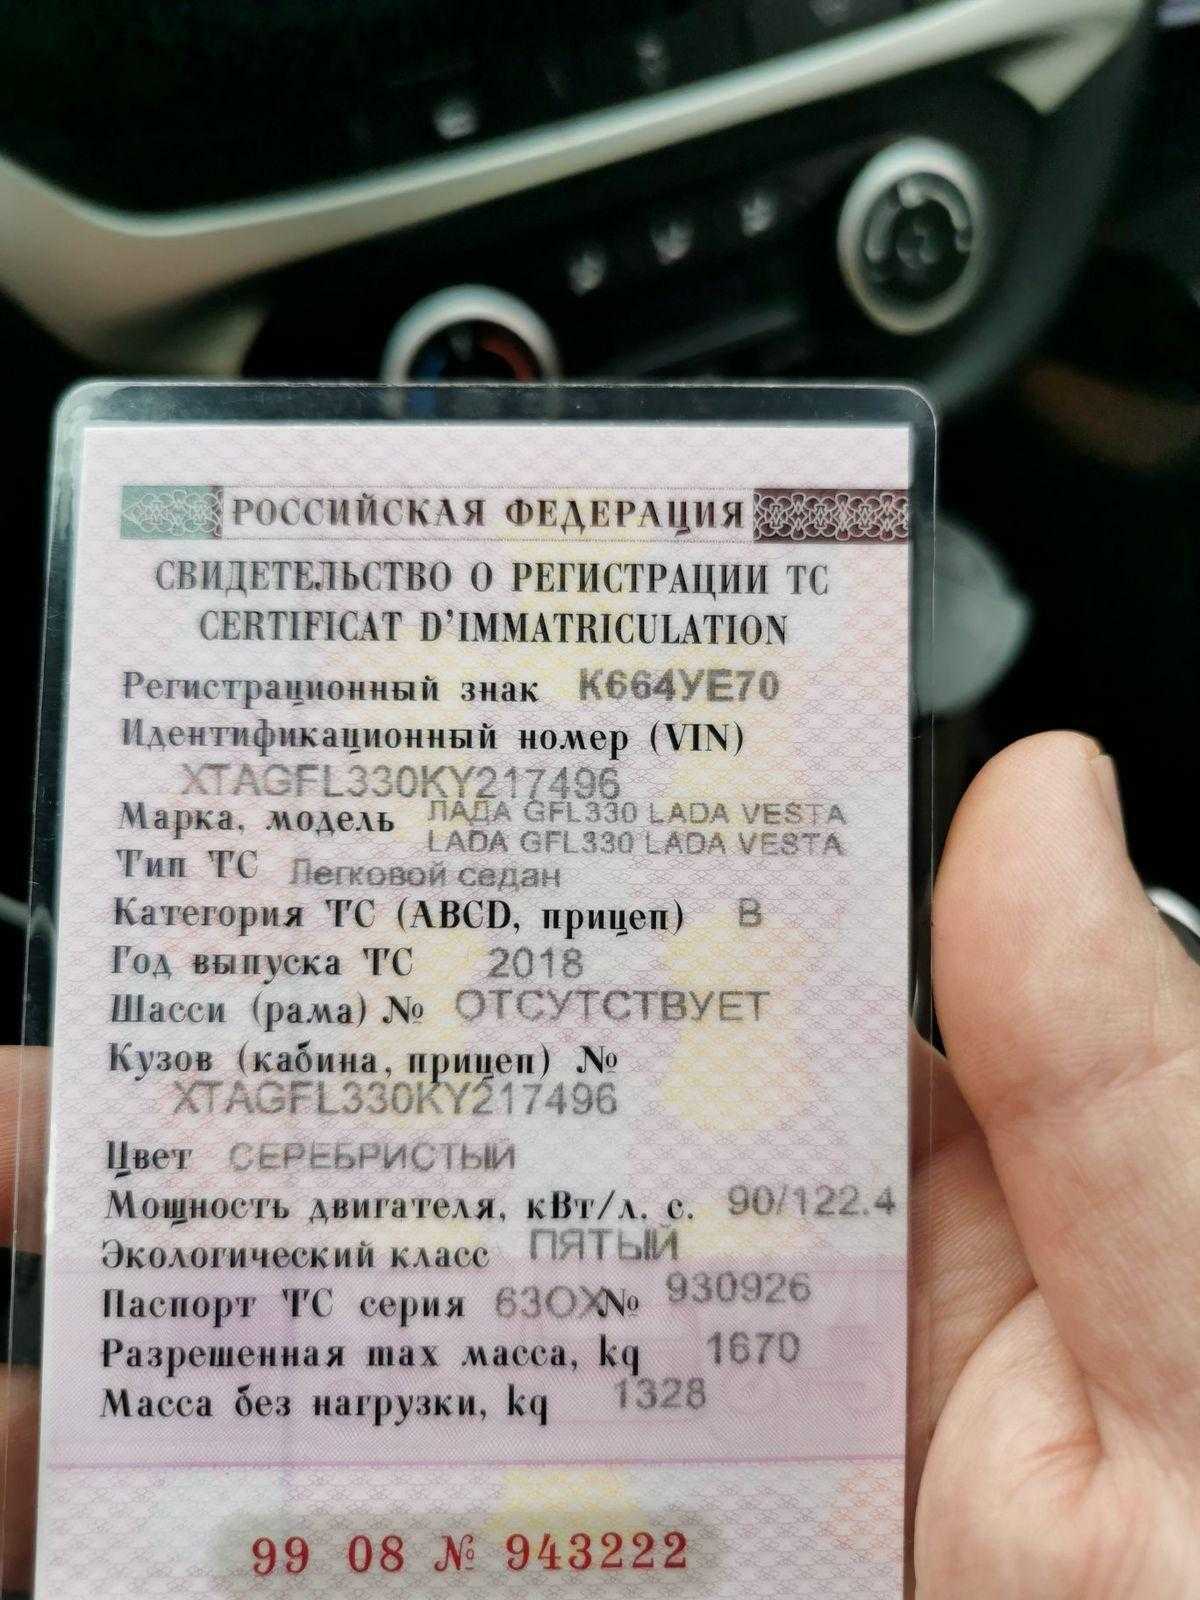 РОССИЙСКАЯ ФЕДЕРАЦИЯ
СВИДЕТЕЛЬСТВО О РЕГИСТРАЦИИ ТС
CERTIFICAT D'IMMATRICULATION
Регистрационный знак К664УЕ70
Идентификационный номер (VIN)
XTAGFL330KY217496
Марка, модель ЛАДА GFL330 LADA VESTA
LADA GFL330 LADA VESTA
Тип ТС Легковой седан
Категория ТС (ABCD, прицеп) B
Год выпуска ТС 2018
Шасси (рама) № ОТСУТСТВУЕТ
Кузов (кабина, прицеп) №
XTAGFL330KY217496
Цвет СЕРЕБРИСТЫЙ
Мощность двигателя, кВт/л. с. 90/122.4
Экологический класс ПЯТЫЙ
Паспорт ТС серия 63ОХ № 930926
Разрешенная max масса, kg 1670
Масса без нагрузки, kg 1328
99 08 № 943222